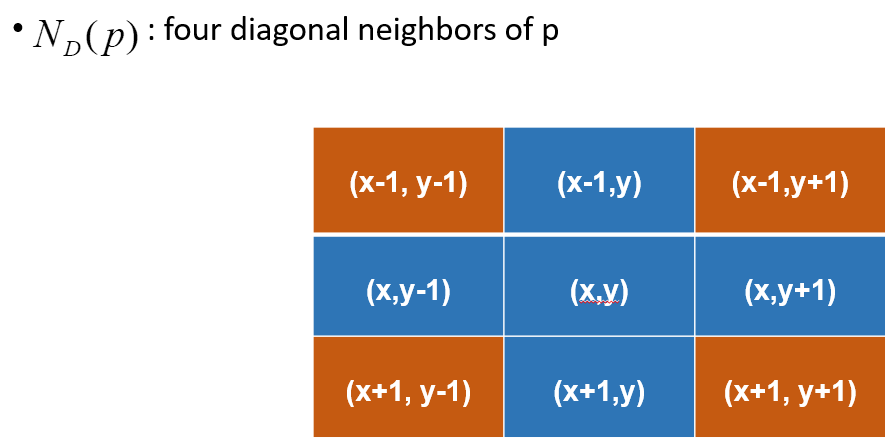 • N_D(p) : four diagonal neighbors of p
(x-1, y-1) (x-1,y) (x-1,y+1)
(x,y-1) (x,y) (x,y+1)
(x+1, y-1) (x+1,y) (x+1, y+1)